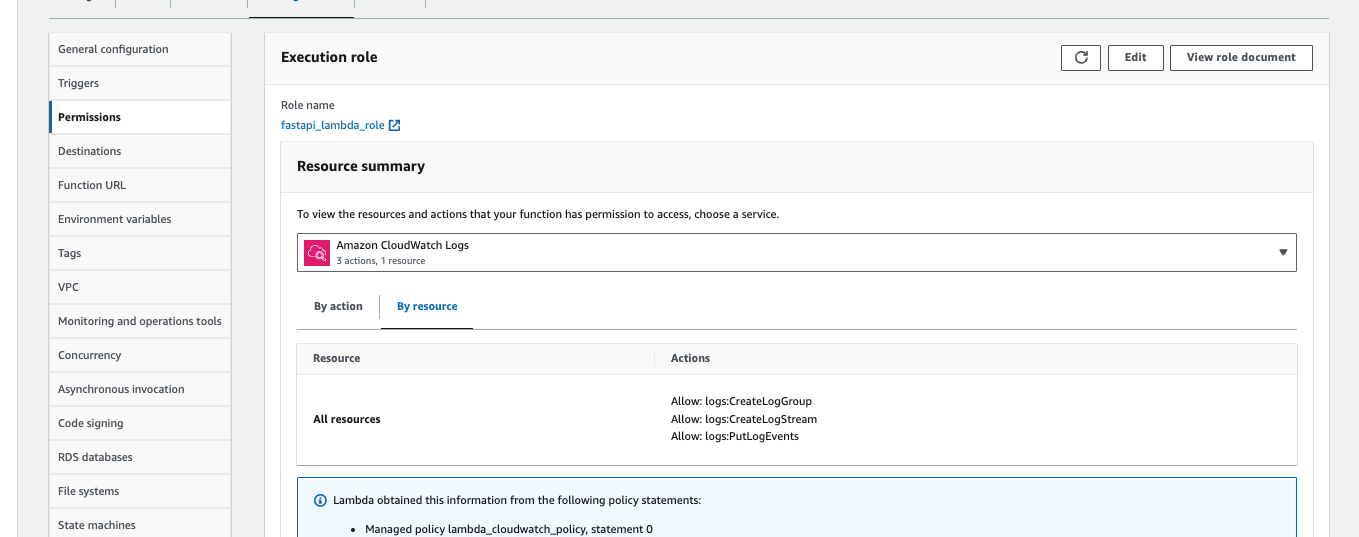 General configuration
Triggers
Permissions
Destinations
Function URL
Environment variables
Tags
VPC
Monitoring and operations tools
Concurrency
Asynchronous invocation
Code signing
RDS databases
File systems
State machines
Execution role
Edit
View role document
Role name
fastapi_lambda_role
Resource summary
To view the resources and actions that your function has permission to access, choose a service.
Amazon CloudWatch Logs
3 actions, 1 resource
By action
By resource
Resource
Actions
All resources
Allow: logs:CreateLogGroup
Allow: logs:CreateLogStream
Allow: logs:PutLogEvents
Lambda obtained this information from the following policy statements:
• Managed policy lambda_cloudwatch_policy, statement 0